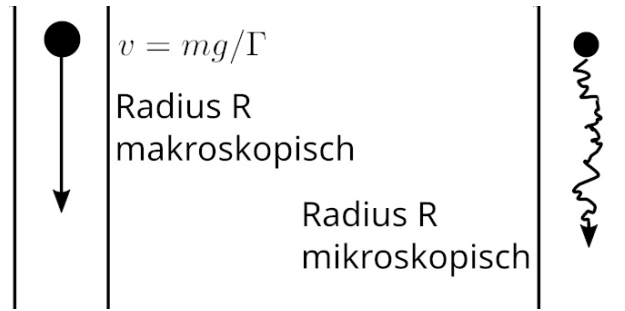 v = mg/Γ
Radius R
makroskopisch
Radius R
mikroskopisch